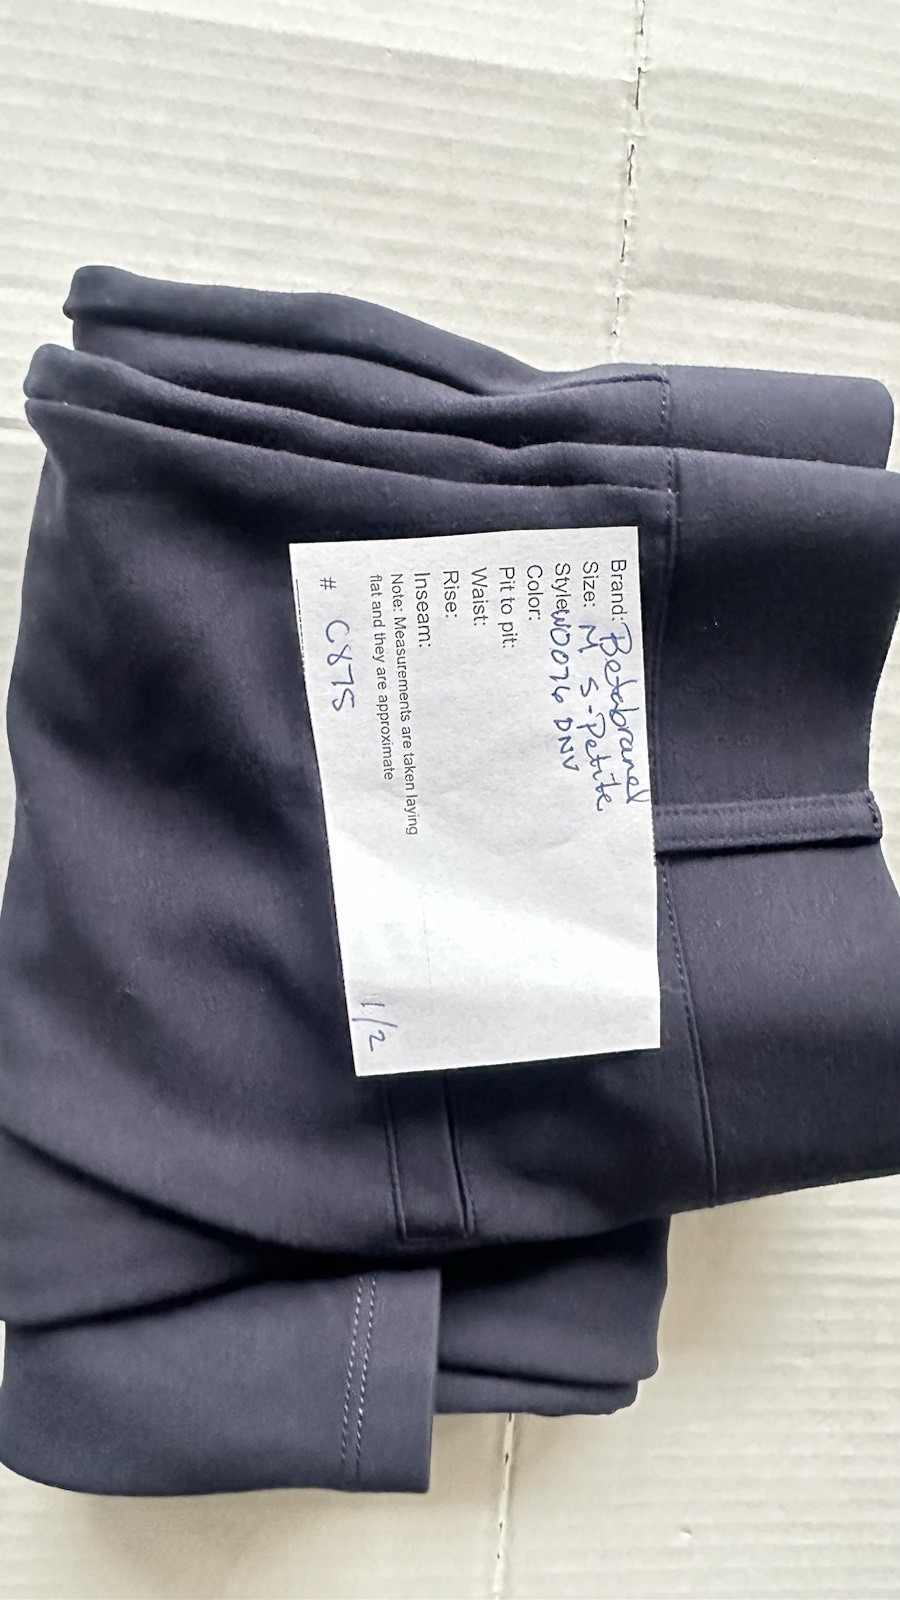 Brand: Betabrand
Size: M S-Petite
Style: W0076 DNV
Color:
Pit to pit:
Waist:
Rise:
Inseam:
Note: Measurements are taken laying
flat and they are approximate
# C875
1/2